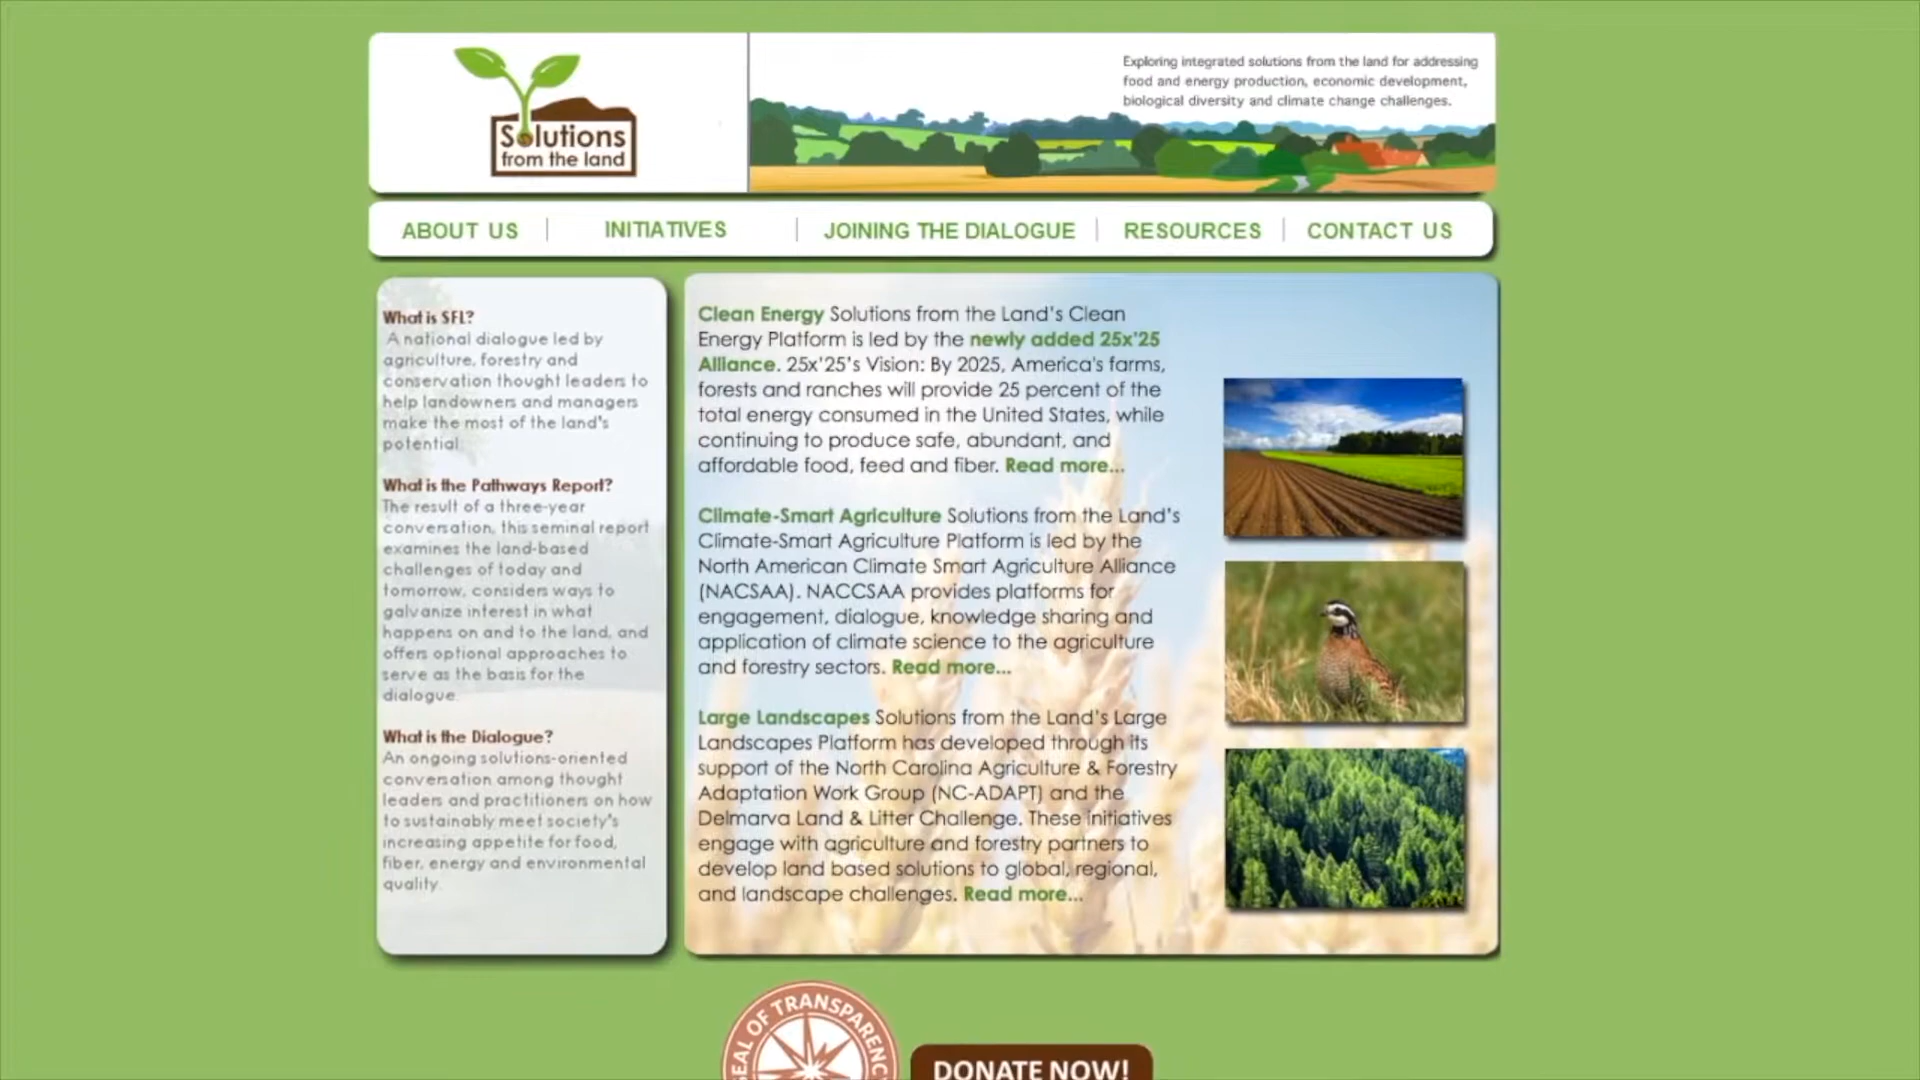 Solutions
from the land
Exploring integrated solutions from the land for addressing
food and energy production, economic development,
biological diversity and climate change challenges.
ABOUT US
INITIATIVES
JOINING THE DIALOGUE
RESOURCES
CONTACT US
What is SFL?
A national dialogue led by
agriculture, forestry and
conservation thought leaders to
help landowners and managers
make the most of the land's
potential.
What is the Pathways Report?
The result of a three-year
conversation, this seminal report
examines the land-based
challenges of today and
tomorrow, considers ways to
galvanize interest in what
happens on and to the land, and
offers optional approaches to
serve as the basis for the
dialogue.
What is the Dialogue?
An ongoing solutions-oriented
conversation among thought
leaders and practitioners on how
to sustainably meet society's
increasing appetite for food,
fiber, energy and environmental
quality.
Clean Energy Solutions from the Land's Clean
Energy Platform is led by the newly added 25x'25
Alliance. 25x'25's Vision: By 2025, America's farms,
forests and ranches will provide 25 percent of the
total energy consumed in the United States, while
continuing to produce safe, abundant, and
affordable food, feed and fiber. Read more...
Climate-Smart Agriculture Solutions from the Land's
Climate-Smart Agriculture Platform is led by the
North American Climate Smart Agriculture Alliance
(NACSAA). NACCSAA provides platforms for
engagement, dialogue, knowledge sharing and
application of climate science to the agriculture
and forestry sectors. Read more...
Large Landscapes Solutions from the Land's Large
Landscapes Platform has developed through its
support of the North Carolina Agriculture & Forestry
Adaptation Work Group (NC-ADAPT) and the
Delmarva Land & Litter Challenge. These initiatives
engage with agriculture and forestry partners to
develop land based solutions to global, regional,
and landscape challenges. Read more...
SEAL OF TRANSPARENC
DONATE NOW!